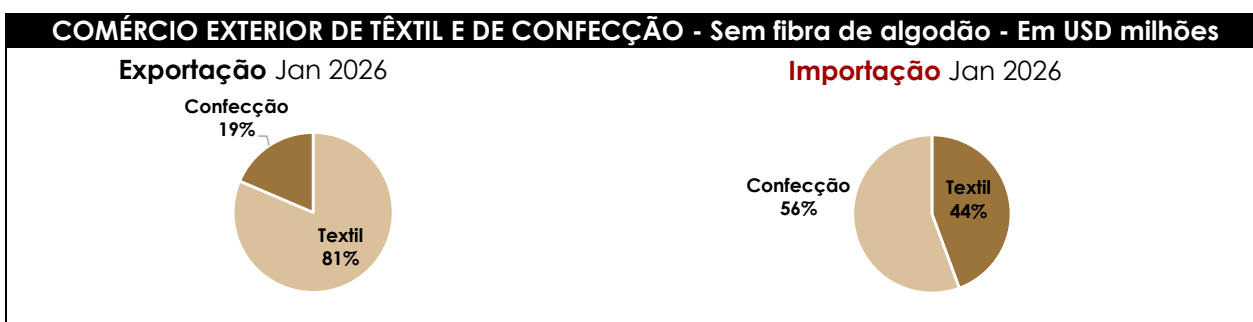 COMÉRCIO EXTERIOR DE TÊXTIL E DE CONFECÇÃO - Sem fibra de algodão - Em USD milhões
Exportação Jan 2026
Confecção
19%
Textil
81%
Importação Jan 2026
Confecção
56%
Textil
44%